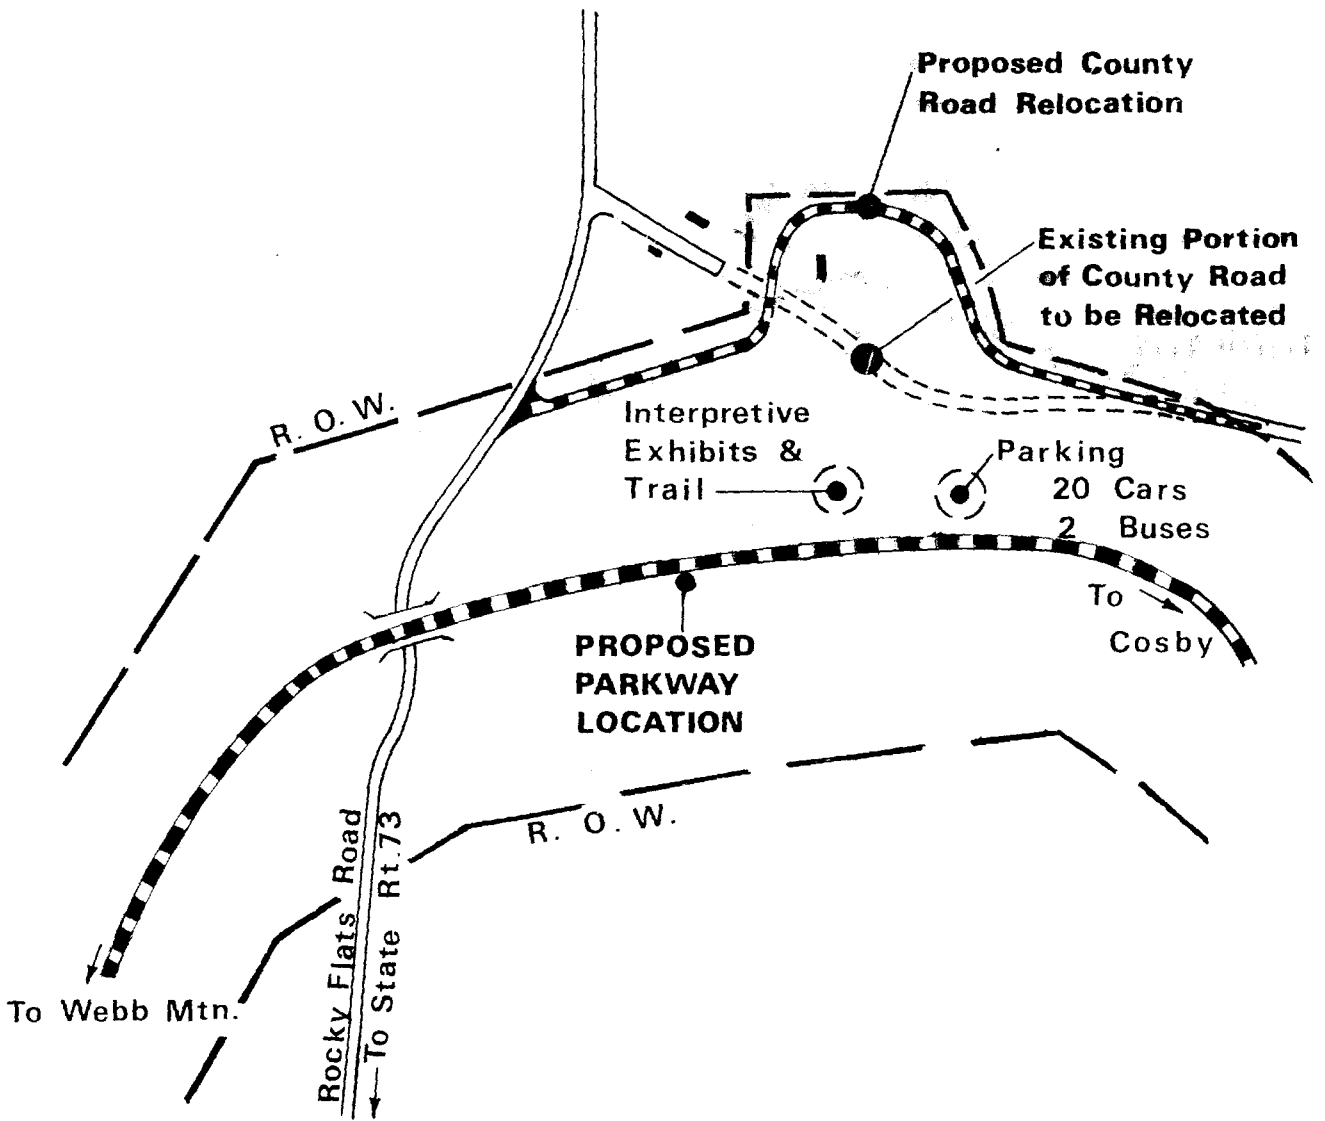 Proposed County
Road Relocation
Existing Portion
of County Road
to be Relocated
R. O. W.
Interpretive
Exhibits &
Trail
Parking
20 Cars
2 Buses
To
Cosby
PROPOSED
PARKWAY
LOCATION
R. O. W.
Rocky Flats Road
To State Rt. 73
To Webb Mtn.